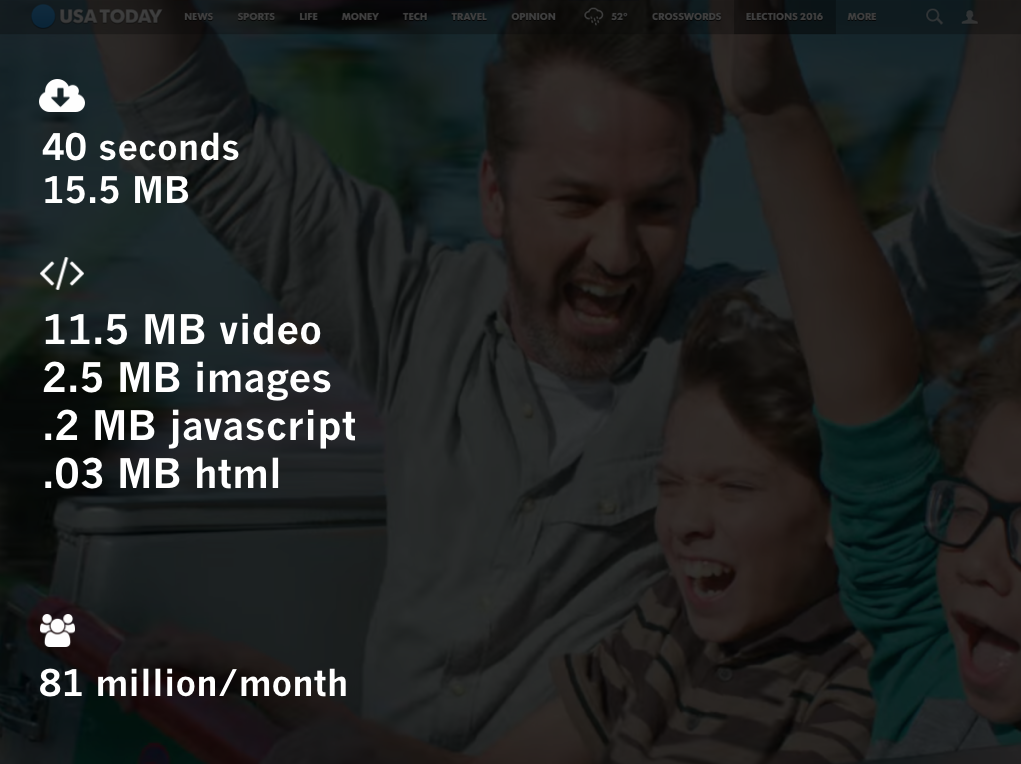 USA TODAY NEWS SPORTS LIFE MONEY TECH TRAVEL OPINION 52° CROSSWORDS ELECTIONS 2016 MORE
40 seconds
15.5 MB
</>
11.5 MB video
2.5 MB images
.2 MB javascript
.03 MB html
81 million/month